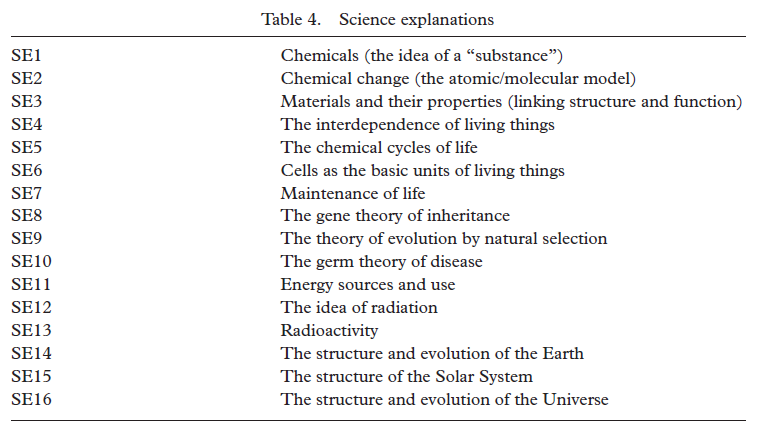 Table 4. Science explanations
SE1 Chemicals (the idea of a “substance”)
SE2 Chemical change (the atomic/molecular model)
SE3 Materials and their properties (linking structure and function)
SE4 The interdependence of living things
SE5 The chemical cycles of life
SE6 Cells as the basic units of living things
SE7 Maintenance of life
SE8 The gene theory of inheritance
SE9 The theory of evolution by natural selection
SE10 The germ theory of disease
SE11 Energy sources and use
SE12 The idea of radiation
SE13 Radioactivity
SE14 The structure and evolution of the Earth
SE15 The structure of the Solar System
SE16 The structure and evolution of the Universe